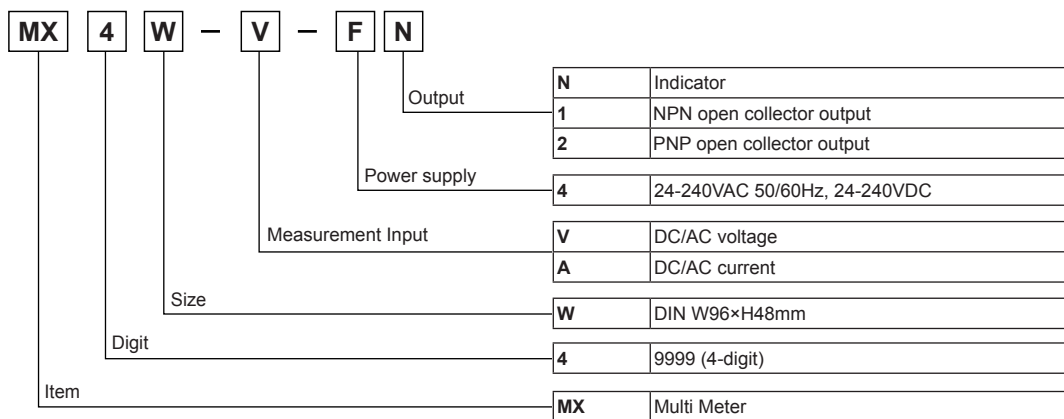 MX 4 W – V – F N
Output
N Indicator
1 NPN open collector output
2 PNP open collector output
Power supply
4 24-240VAC 50/60Hz, 24-240VDC
Measurement Input
V DC/AC voltage
A DC/AC current
Size
W DIN W96×H48mm
Digit
4 9999 (4-digit)
Item
MX Multi Meter